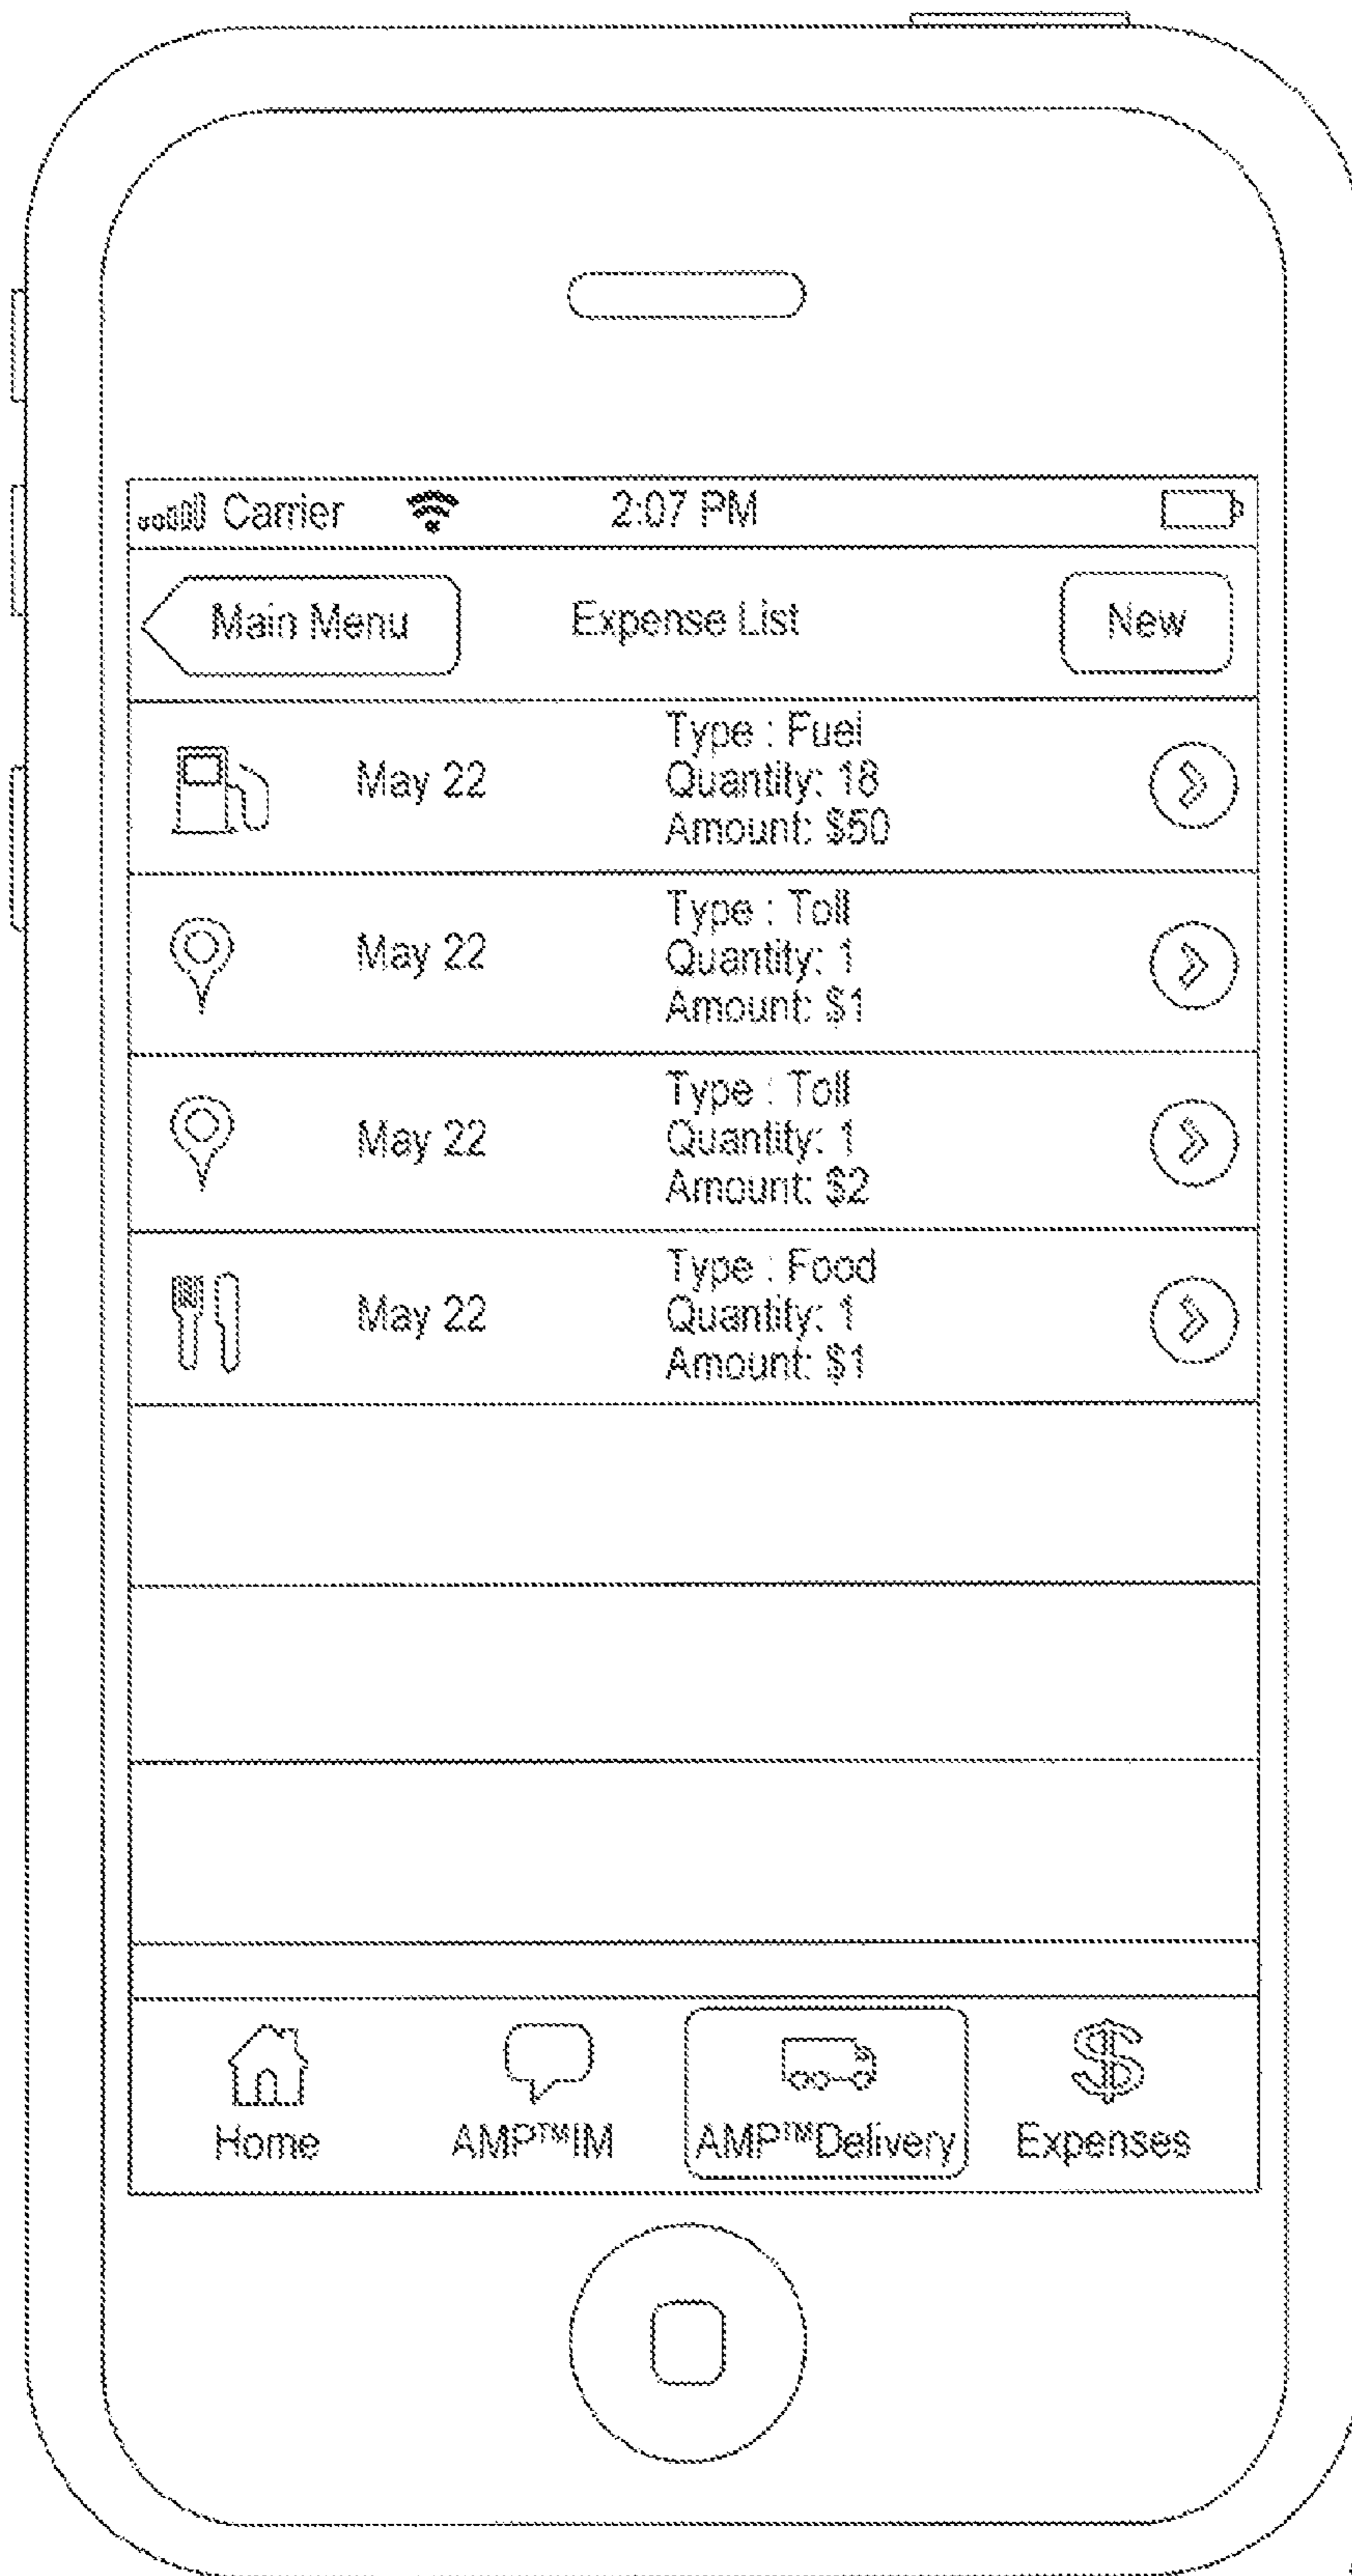 Carrier 2:07 PM
Main Menu Expense List New
Type : Fuel
May 22 Quantity: 18
Amount: $50
Type : Toll
May 22 Quantity: 1
Amount: $1
Type : Toll
May 22 Quantity: 1
Amount: $2
Type : Food
May 22 Quantity: 1
Amount: $1
Home AMP™IM AMP™Delivery Expenses